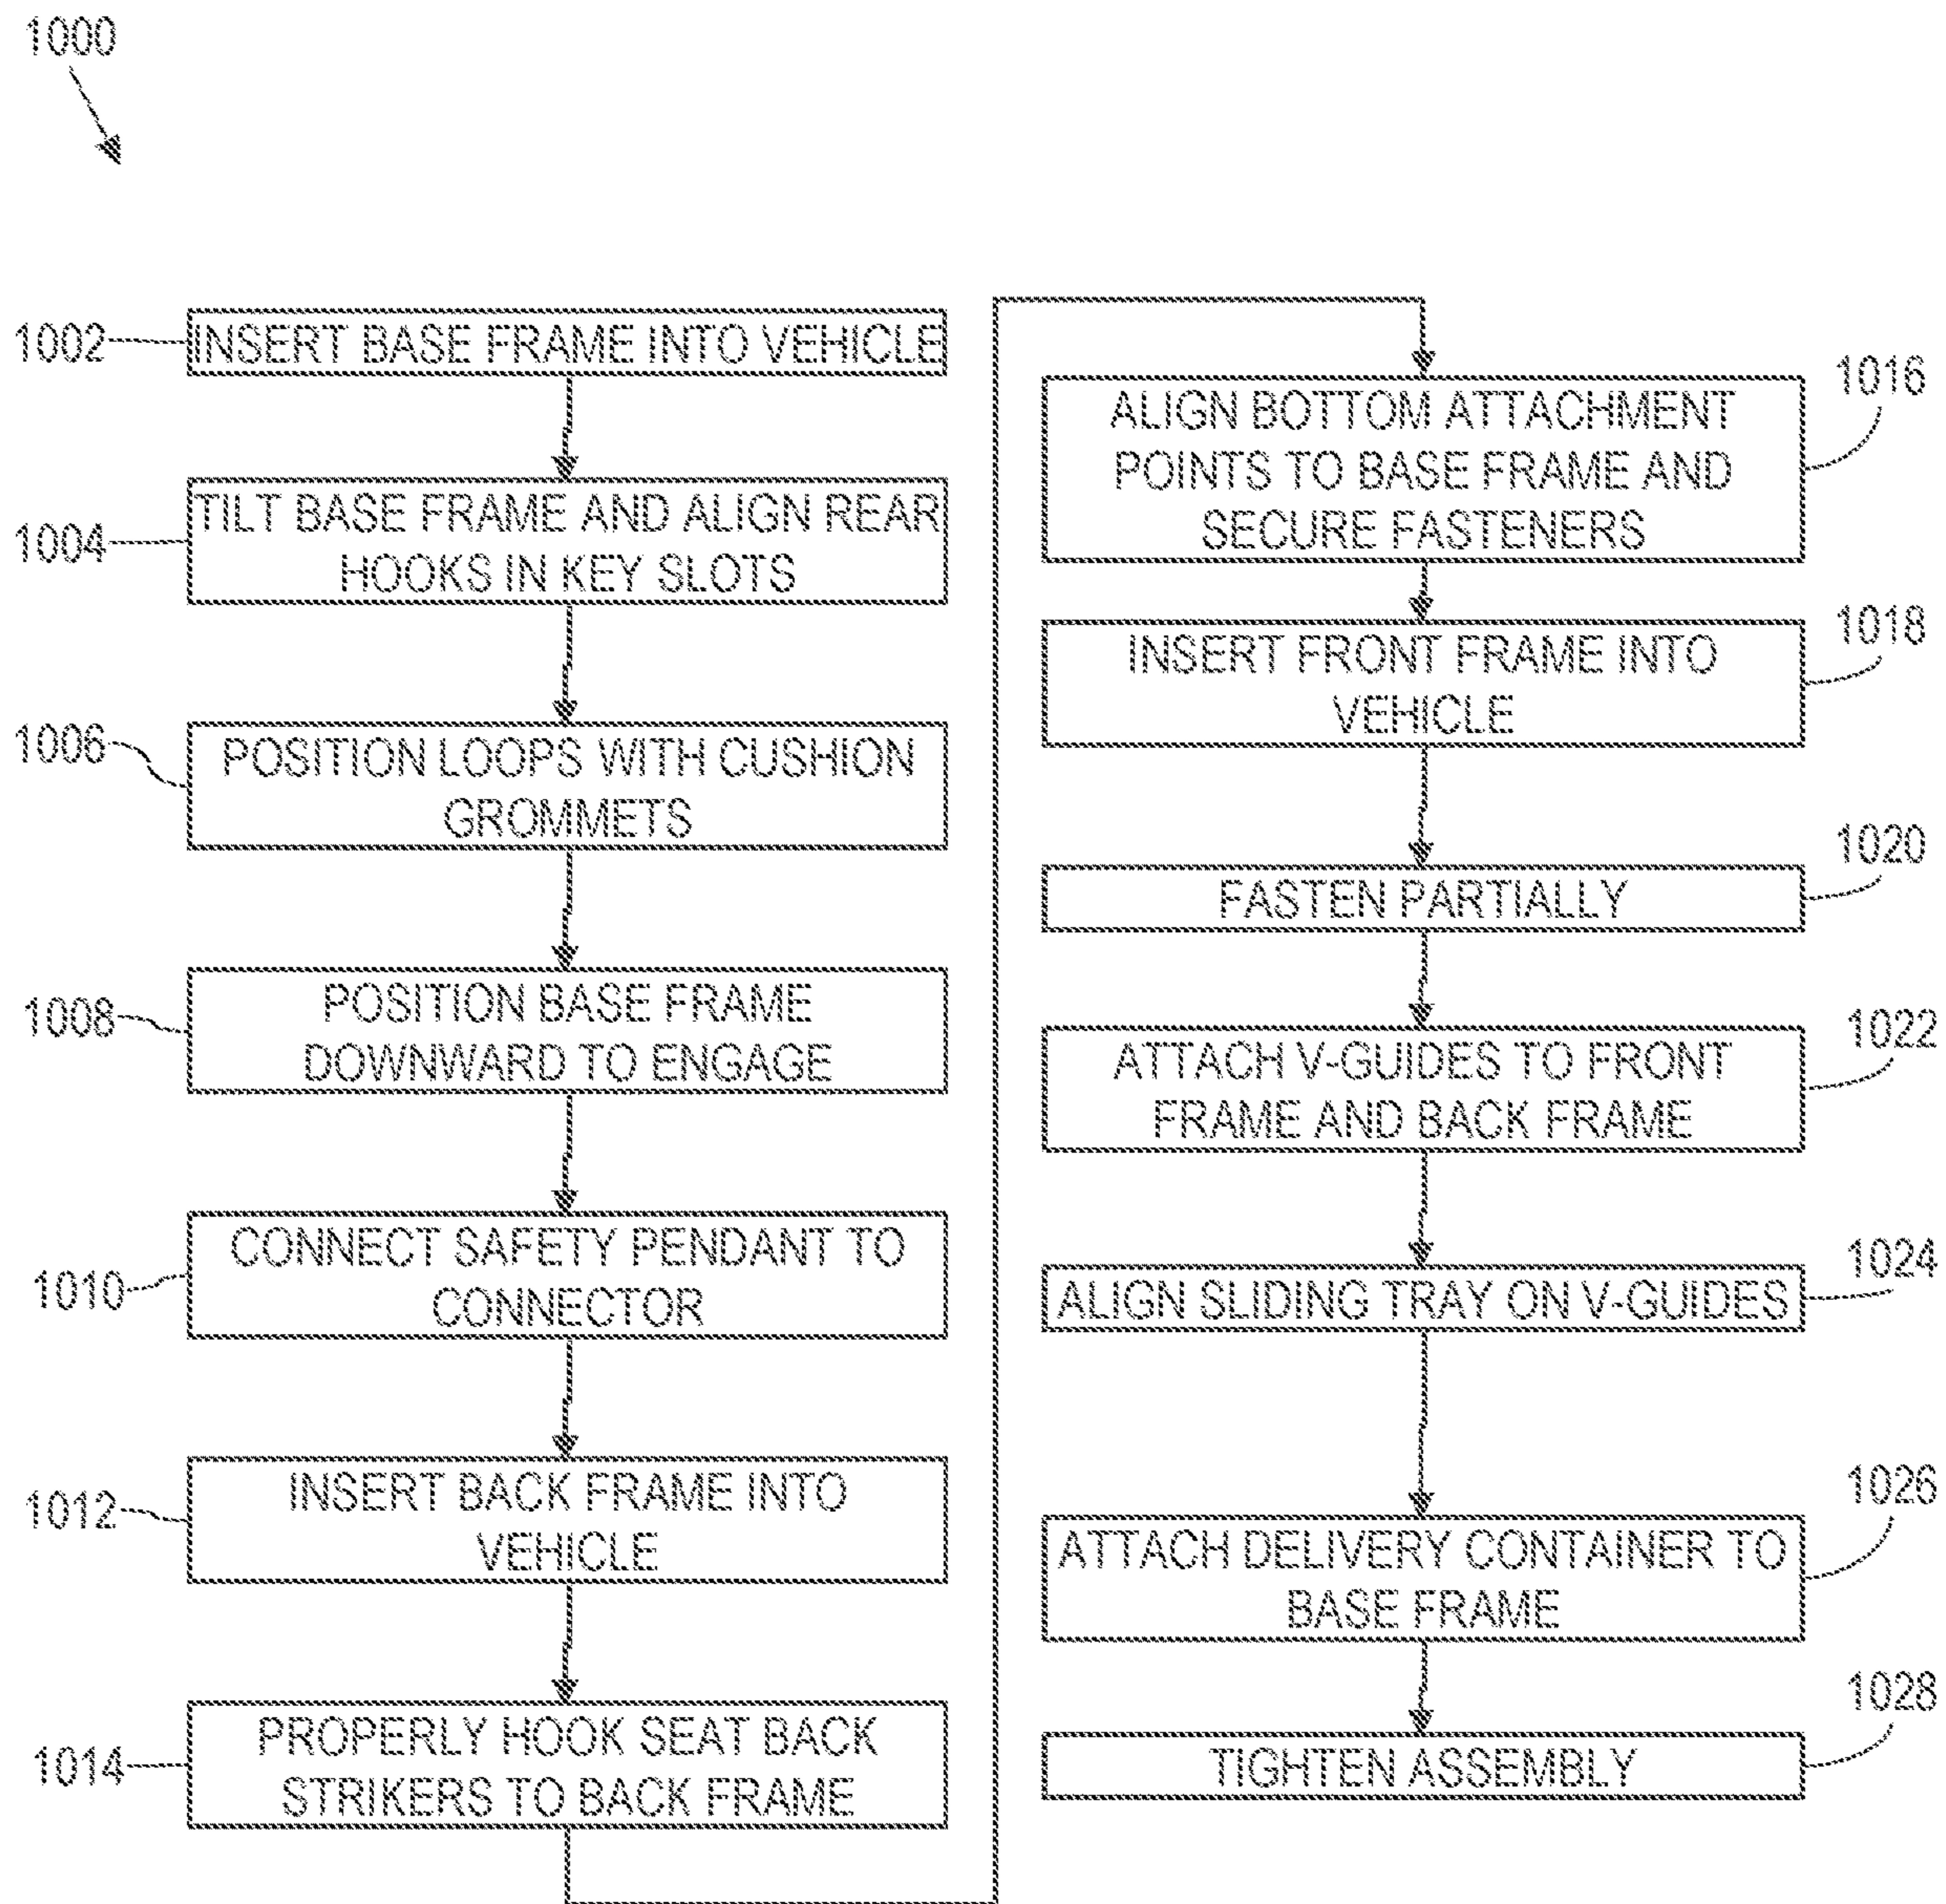 1000
1002
INSERT BASE FRAME INTO VEHICLE
1004
TILT BASE FRAME AND ALIGN REAR
HOOKS IN KEY SLOTS
1006
POSITION LOOPS WITH CUSHION
GROMMETS
1008
POSITION BASE FRAME
DOWNWARD TO ENGAGE
1010
CONNECT SAFETY PENDANT TO
CONNECTOR
1012
INSERT BACK FRAME INTO
VEHICLE
1014
PROPERLY HOOK SEAT BACK
STRIKERS TO BACK FRAME
1016
ALIGN BOTTOM ATTACHMENT
POINTS TO BASE FRAME AND
SECURE FASTENERS
1018
INSERT FRONT FRAME INTO
VEHICLE
1020
FASTEN PARTIALLY
1022
ATTACH V-GUIDES TO FRONT
FRAME AND BACK FRAME
1024
ALIGN SLIDING TRAY ON V-GUIDES
1026
ATTACH DELIVERY CONTAINER TO
BASE FRAME
1028
TIGHTEN ASSEMBLY